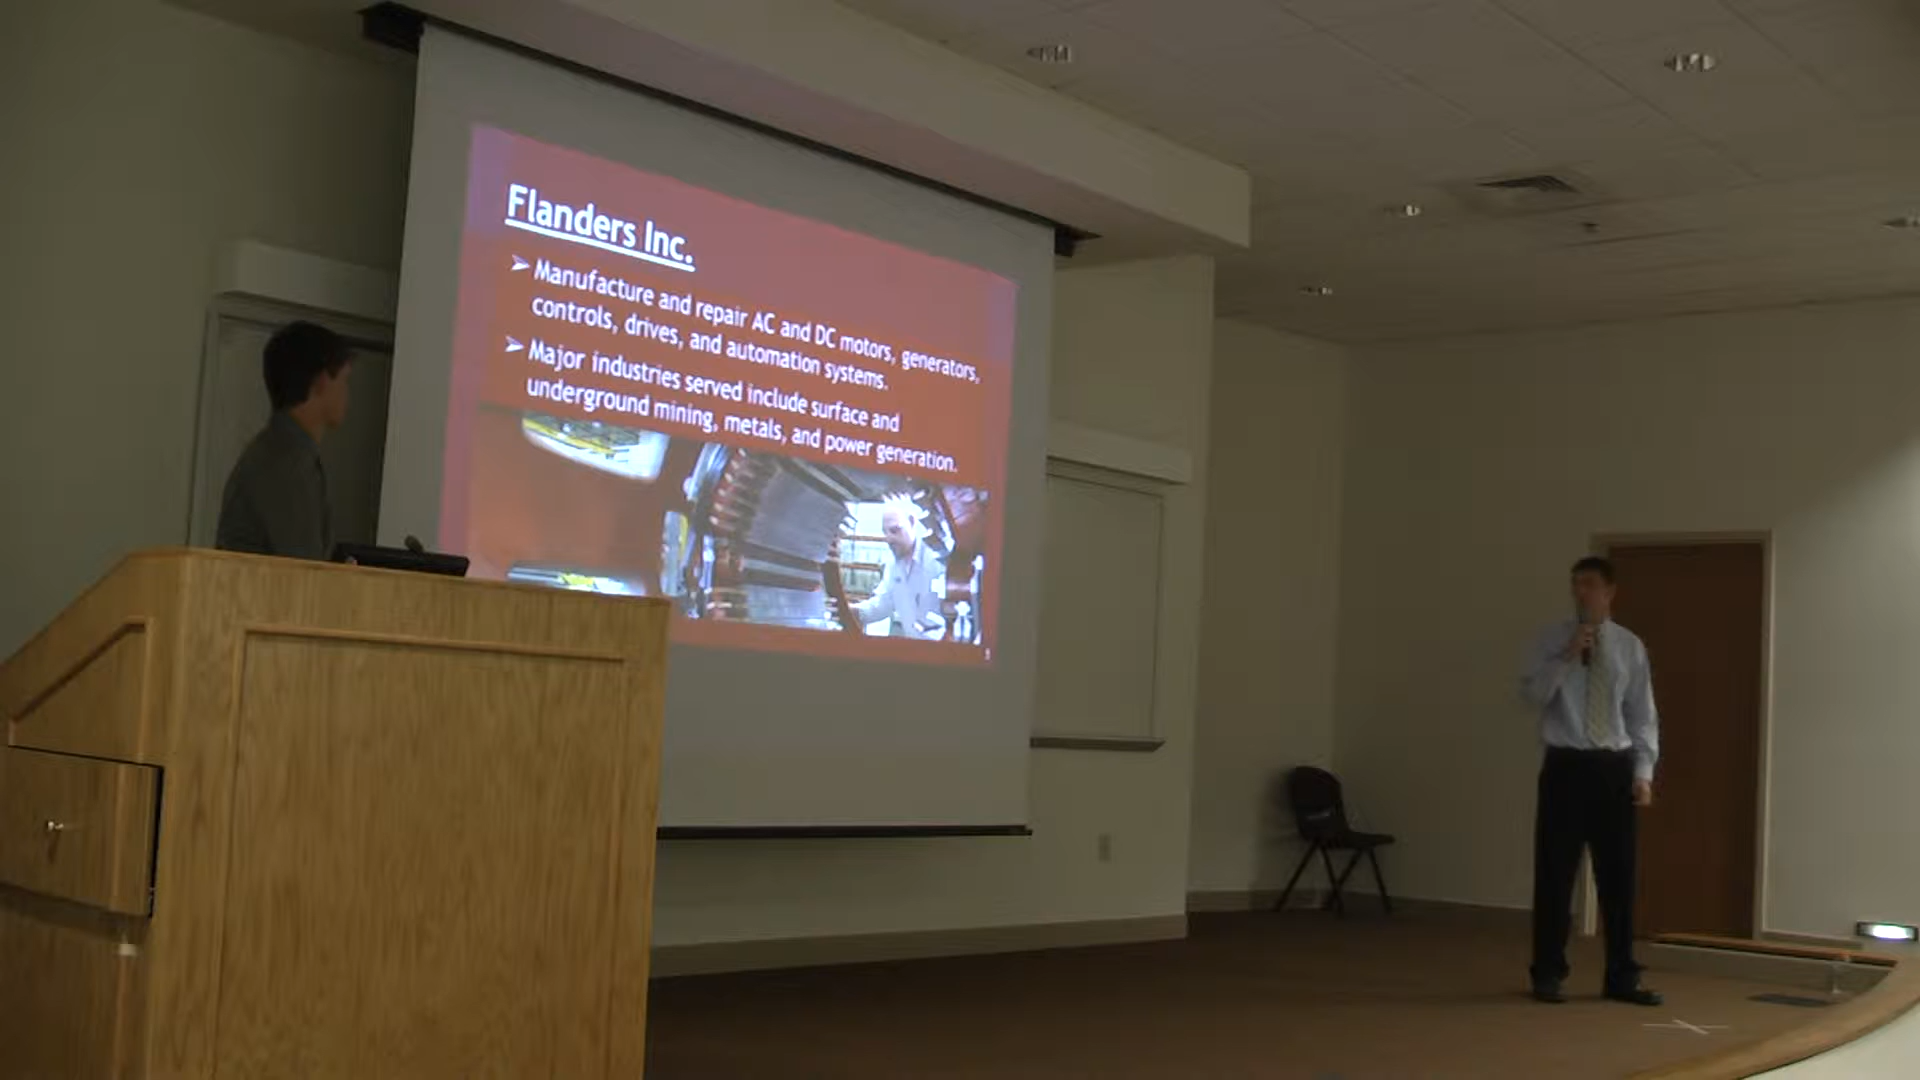 Flanders Inc.
➢ Manufacture and repair AC and DC motors, generators,
controls, drives, and automation systems.
➢ Major industries served include surface and
underground mining, metals, and power generation.